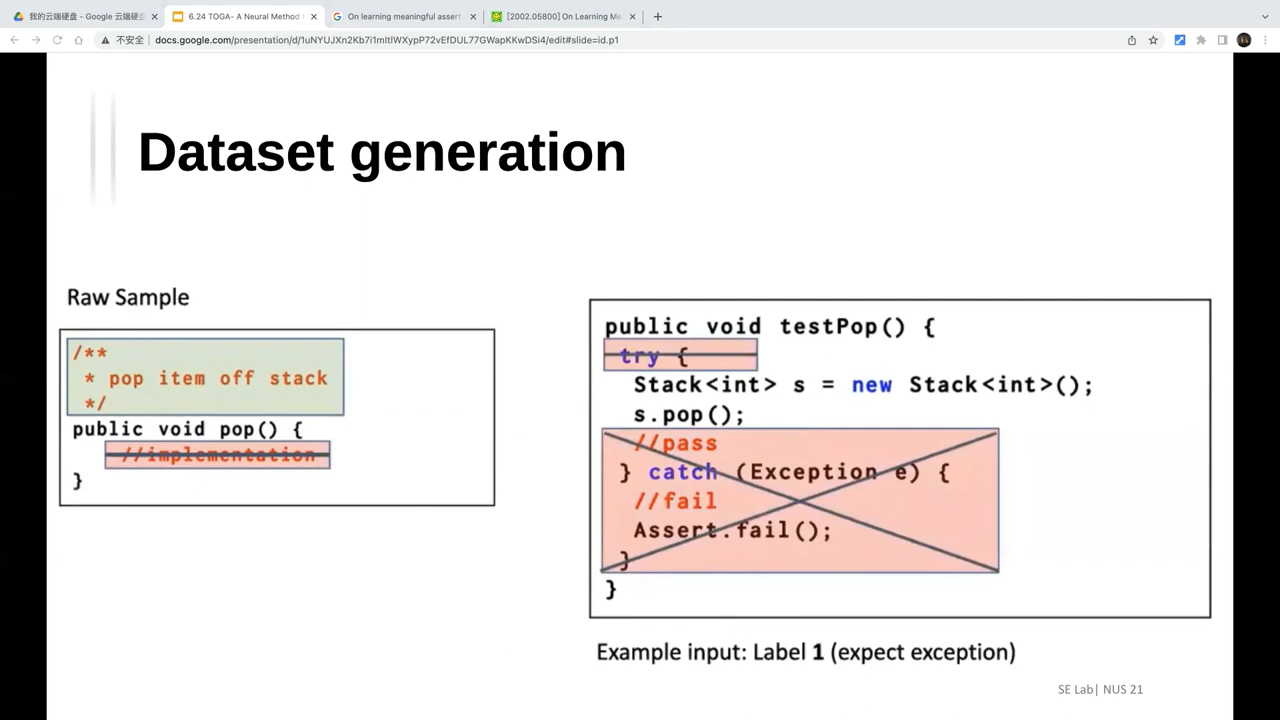 我的云端硬盘 - Google 云端硬盘
6.24 TOGA- A Neural Method
On learning meaningful assert
[2002.05800] On Learning Me
不安全
docs.google.com/presentation/d/1uNYUJXn2Kb7i1mItIWXypP72vEfDUL77GWapKKwDSi4/edit#slide=id.p1
Dataset generation
Raw Sample
/**
* pop item off stack
*/
public void pop() {
//implementation
}
public void testPop() {
try {
Stack<int> s = new Stack<int>();
s.pop();
//pass
} catch (Exception e) {
//fail
Assert.fail();
}
}
Example input: Label 1 (expect exception)
SE Lab| NUS 21